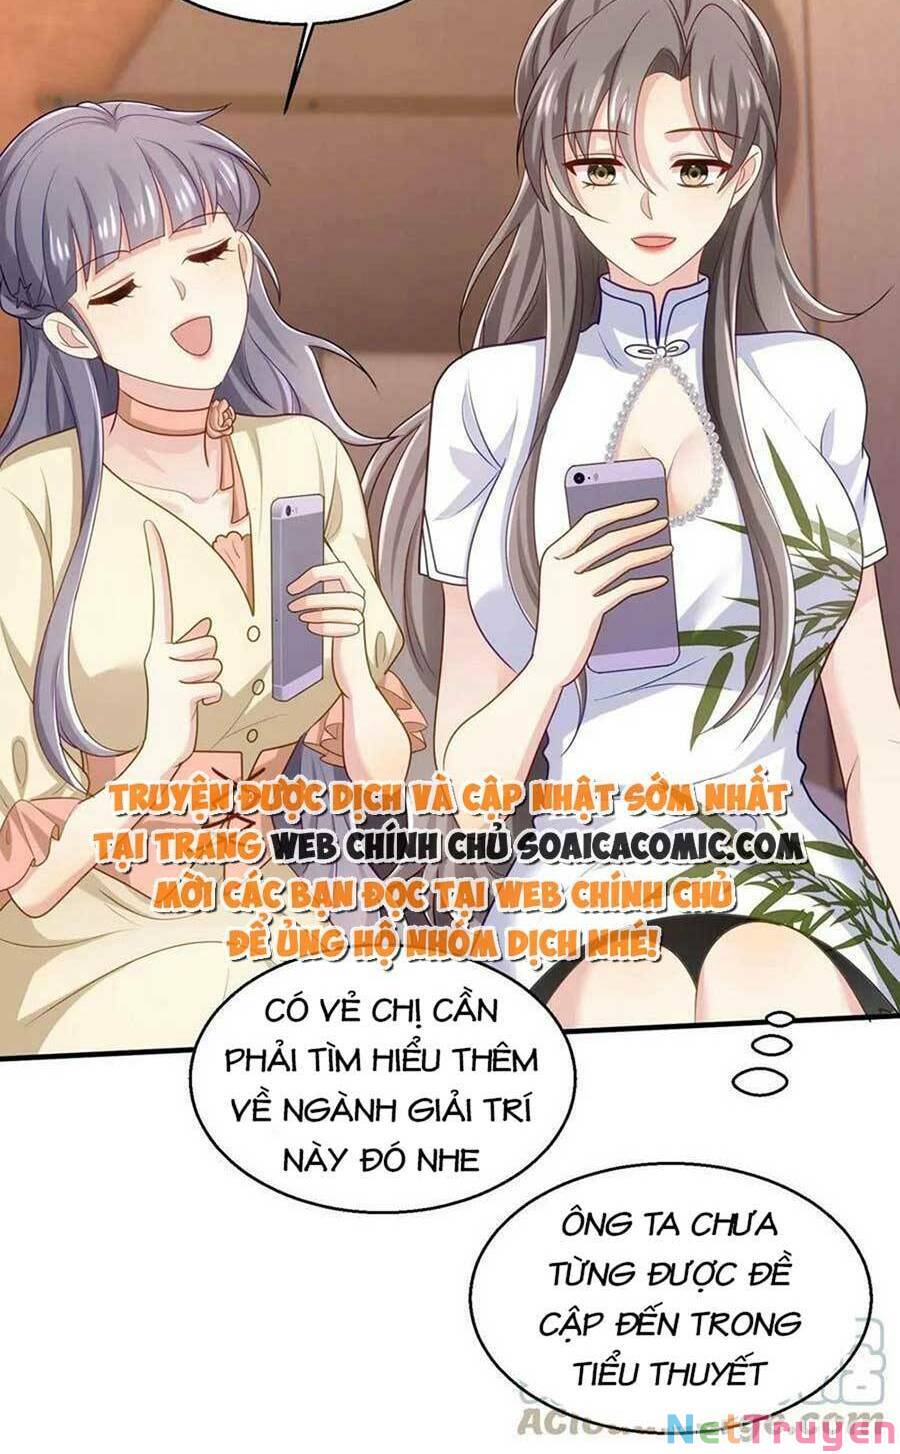 TRUYỆN ĐƯỢC DỊCH VÀ CẬP NHẬT SỚM NHẤT
TẠI TRANG WEB CHÍNH CHỦ SOAICACOMIC.COM
MỜI CÁC BẠN ĐỌC TẠI WEB CHÍNH CHỦ
ĐỂ ỦNG HỘ NHÓM DỊCH NHÉ!
CÓ VẺ CHỊ CẦN
PHẢI TÌM HIỂU THÊM
VỀ NGÀNH GIẢI TRÍ
NÀY ĐÓ NHE
ÔNG TA CHƯA
TỪNG ĐƯỢC ĐỀ
CẬP ĐẾN TRONG
TIỂU THUYẾT
NetTruyen